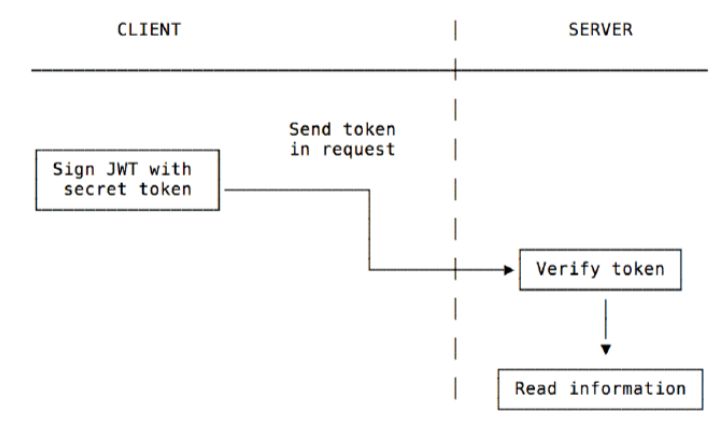 CLIENT
SERVER
Send token
in request
Sign JWT with
secret token
Verify token
Read information